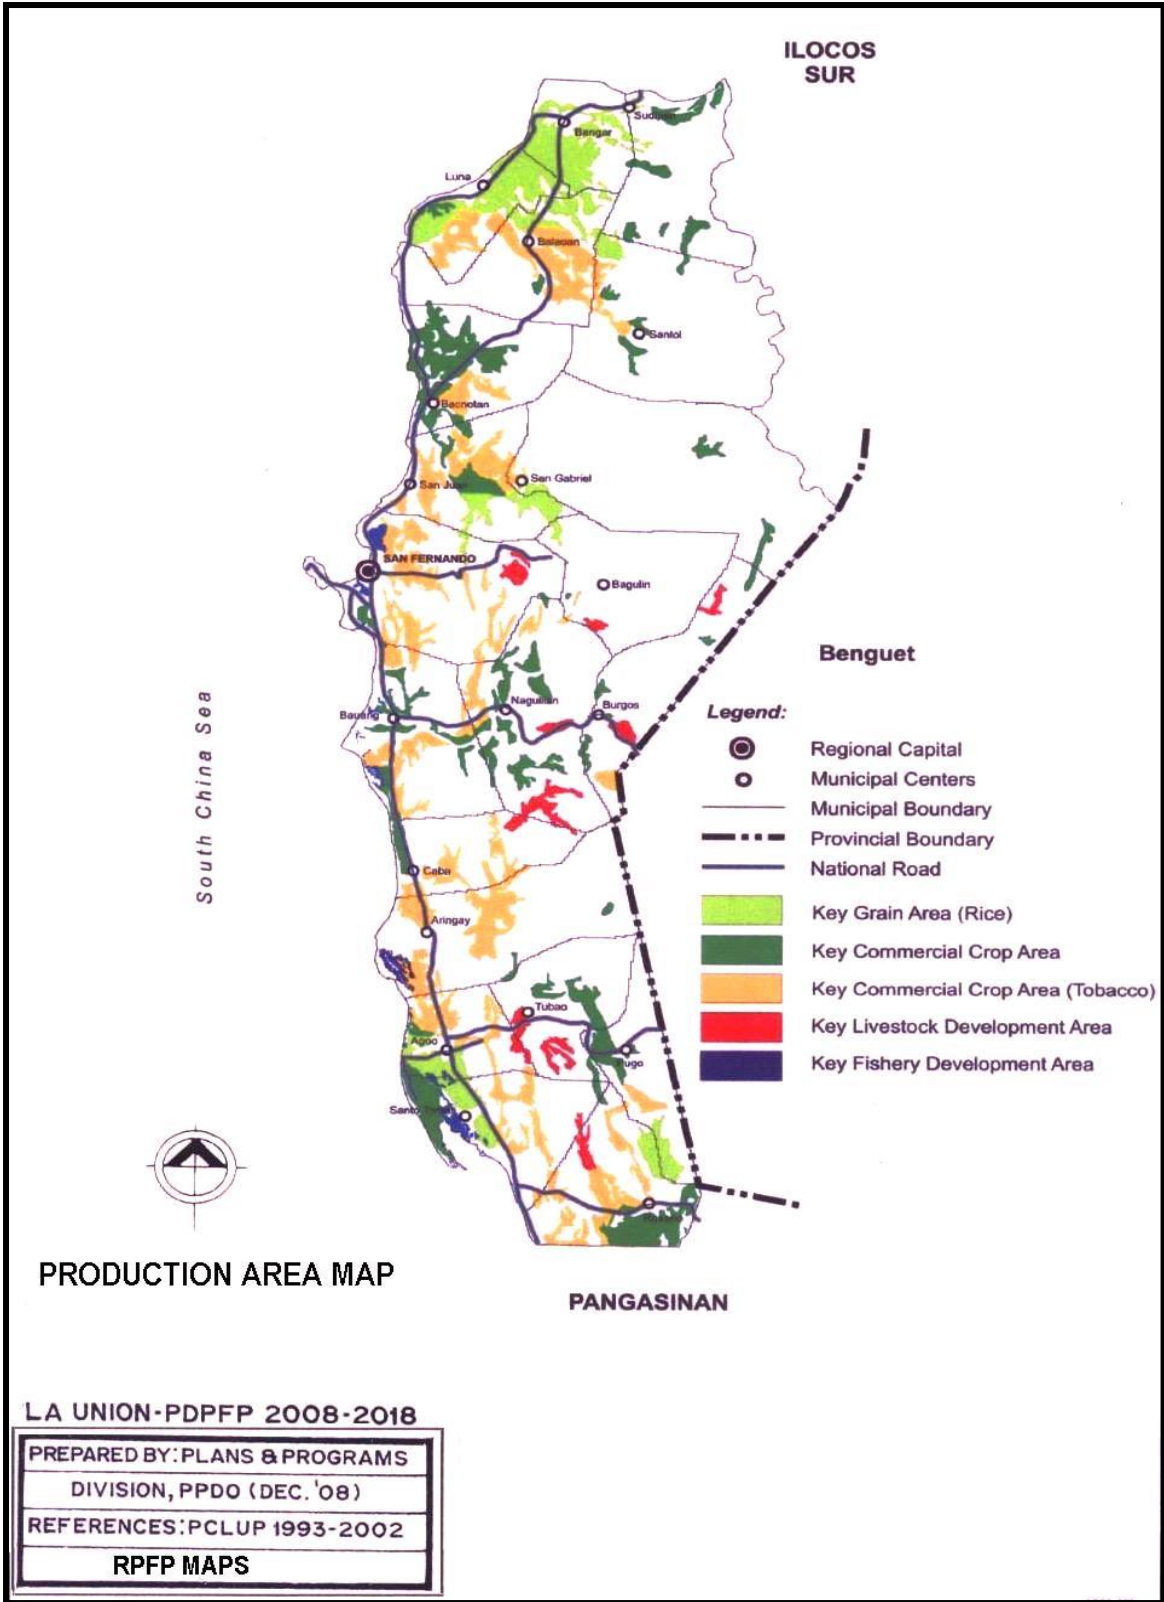 ILOCOS
SUR
Sudipen
Bangar
Luna
Balaoan
Santol
Bacnotan
San Juan
San Gabriel
SAN FERNANDO
Bagulin
Benguet
South China Sea
Naguilian
Burgos
Bauang
Legend:
Regional Capital
Municipal Centers
Municipal Boundary
Provincial Boundary
National Road
Caba
Key Grain Area (Rice)
Aringay
Key Commercial Crop Area
Key Commercial Crop Area (Tobacco)
Tubao
Key Livestock Development Area
Agoo
Pugo
Key Fishery Development Area
Santo Tomas
PRODUCTION AREA MAP
PANGASINAN
LA UNION-PDPFP 2008-2018
PREPARED BY: PLANS & PROGRAMS
DIVISION, PPDO (DEC. '08)
REFERENCES: PCLUP 1993-2002
RPFP MAPS